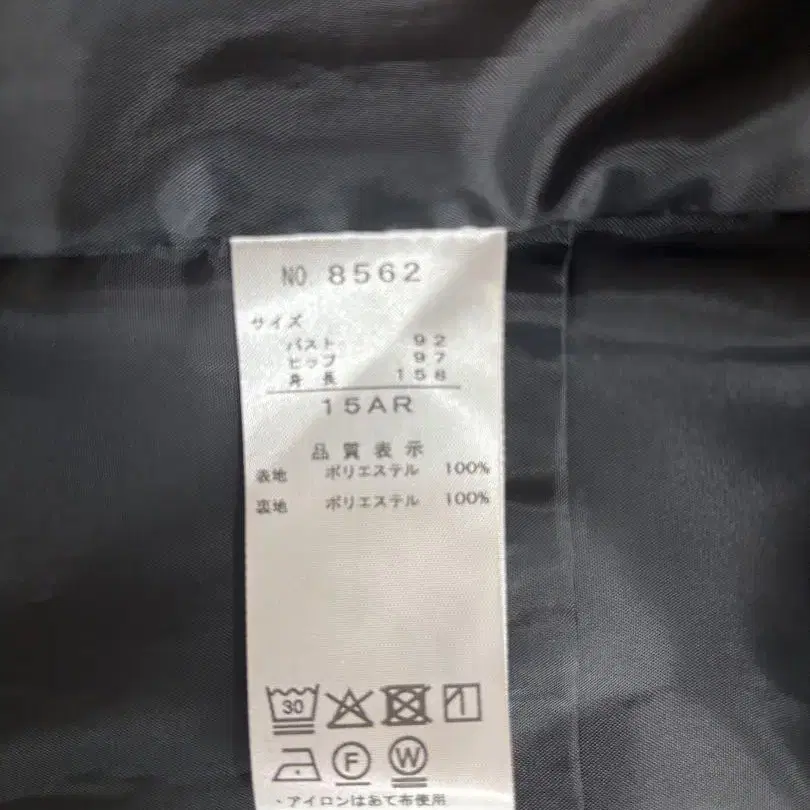 NO 8562
サイズ
バスト 92
ヒップ 97
身長 158
15AR
品質表示
表地 ポリエステル 100%
裏地 ポリエステル 100%
30
F W
・アイロンはあて布使用